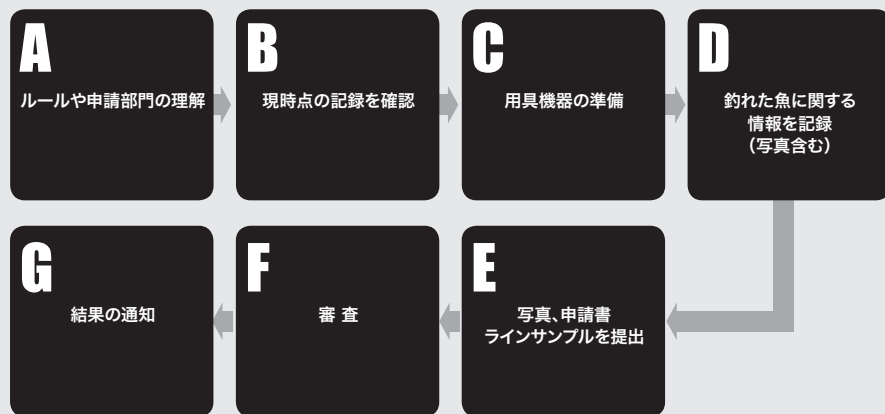 A
ルールや申請部門の理解
B
現時点の記録を確認
C
用具機器の準備
D
釣れた魚に関する
情報を記録
(写真含む)
E
写真、申請書
ラインサンプルを提出
F
審 査
G
結果の通知